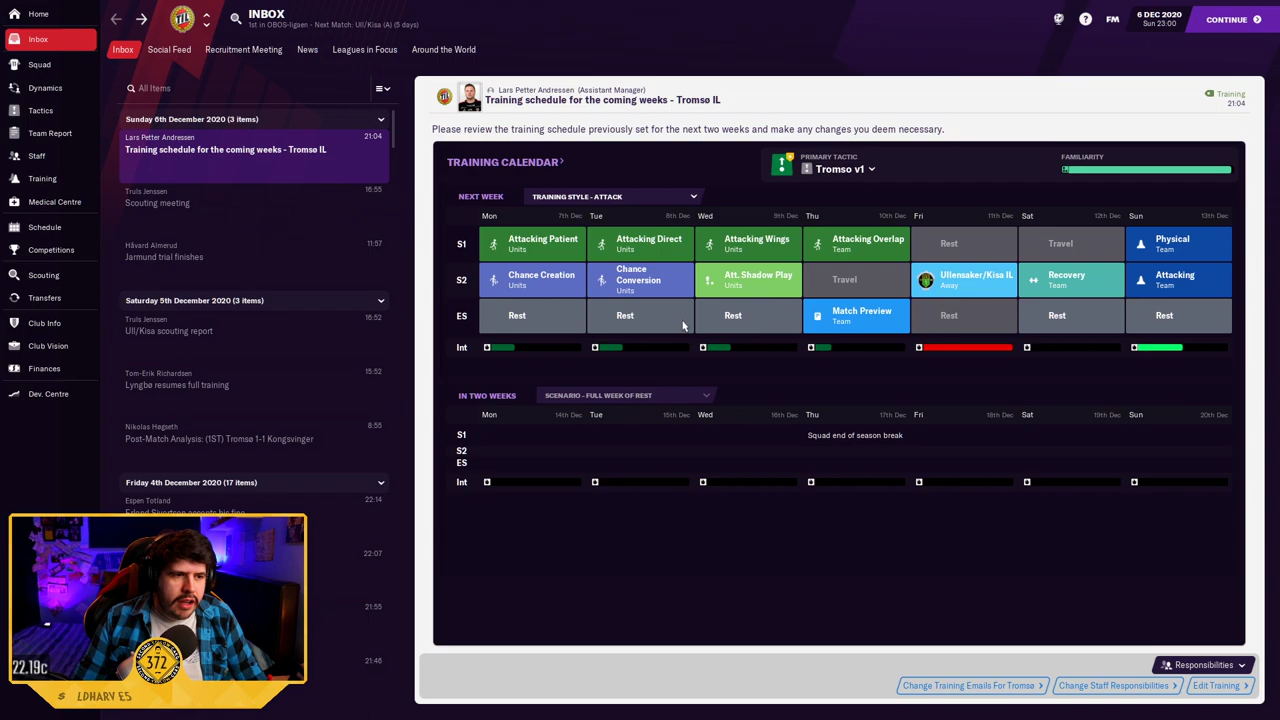 Home
INBOX
1st in OBOS-ligaen - Next Match: Ull/Kisa (A) (5 days)
FM
6 DEC 2020
Sun 23:00
CONTINUE
Inbox
Squad
Dynamics
Tactics
Team Report
Staff
Training
Medical Centre
Schedule
Competitions
Scouting
Transfers
Club Info
Club Vision
Finances
Dev. Centre
Inbox
Social Feed
Recruitment Meeting
News
Leagues in Focus
Around the World
All Items
Sunday 6th December 2020 (3 items)
Lars Petter Andressen 21:04
Training schedule for the coming weeks - Tromsø IL
Truls Jenssen 16:55
Scouting meeting
Håvard Almerud 11:57
Jarmund trial finishes
Saturday 5th December 2020 (3 items)
Truls Jenssen 16:52
Ull/Kisa scouting report
Tom-Erik Richardsen 15:52
Lyngbø resumes full training
Nikolas Høgseth 8:55
Post-Match Analysis: (1ST) Tromsø 1-1 Kongsvinger
Friday 4th December 2020 (17 items)
Espen Totland 22:14
Erlend Sivertsen accepts his fine
22:07
21:55
21:46
Lars Petter Andressen (Assistant Manager)
Training schedule for the coming weeks - Tromsø IL
Training
21:04
Please review the training schedule previously set for the next two weeks and make any changes you deem necessary.
TRAINING CALENDAR
PRIMARY TACTIC
Tromso v1
FAMILIARITY
NEXT WEEK
TRAINING STYLE - ATTACK
Mon 7th Dec Tue 8th Dec Wed 9th Dec Thu 10th Dec Fri 11th Dec Sat 12th Dec Sun 13th Dec
S1
Attacking Patient
Units
Attacking Direct
Units
Attacking Wings
Units
Attacking Overlap
Team
Rest
Travel
Physical
Team
S2
Chance Creation
Units
Chance
Conversion
Units
Att. Shadow Play
Units
Travel
Ullensaker/Kisa IL
Away
Recovery
Team
Attacking
Team
ES
Rest
Rest
Rest
Match Preview
Team
Rest
Rest
Rest
Int
IN TWO WEEKS
SCENARIO - FULL WEEK OF REST
Mon 14th Dec Tue 15th Dec Wed 16th Dec Thu 17th Dec Fri 18th Dec Sat 19th Dec Sun 20th Dec
S1
Squad end of season break
S2
ES
Int
Responsibilities
Change Training Emails For Tromsø
Change Staff Responsibilities
Edit Training
22.19c
372